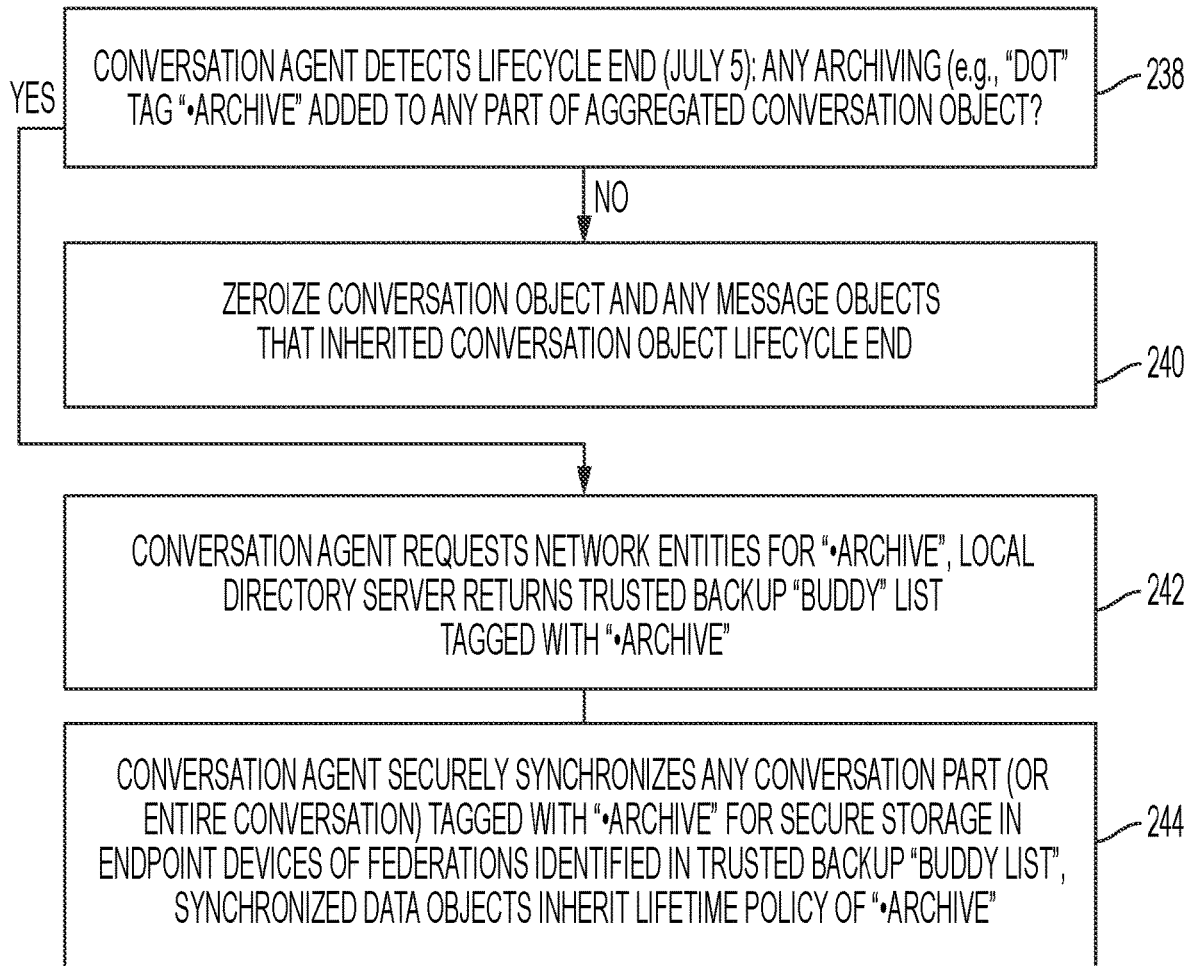 CONVERSATION AGENT DETECTS LIFECYCLE END (JULY 5): ANY ARCHIVING (e.g., “DOT”
TAG “•ARCHIVE” ADDED TO ANY PART OF AGGREGATED CONVERSATION OBJECT?
238
YES
NO
ZEROIZE CONVERSATION OBJECT AND ANY MESSAGE OBJECTS
THAT INHERITED CONVERSATION OBJECT LIFECYCLE END
240
CONVERSATION AGENT REQUESTS NETWORK ENTITIES FOR “•ARCHIVE”, LOCAL
DIRECTORY SERVER RETURNS TRUSTED BACKUP “BUDDY” LIST
TAGGED WITH “•ARCHIVE”
242
CONVERSATION AGENT SECURELY SYNCHRONIZES ANY CONVERSATION PART (OR
ENTIRE CONVERSATION) TAGGED WITH “•ARCHIVE” FOR SECURE STORAGE IN
ENDPOINT DEVICES OF FEDERATIONS IDENTIFIED IN TRUSTED BACKUP “BUDDY LIST”,
SYNCHRONIZED DATA OBJECTS INHERIT LIFETIME POLICY OF “•ARCHIVE”
244